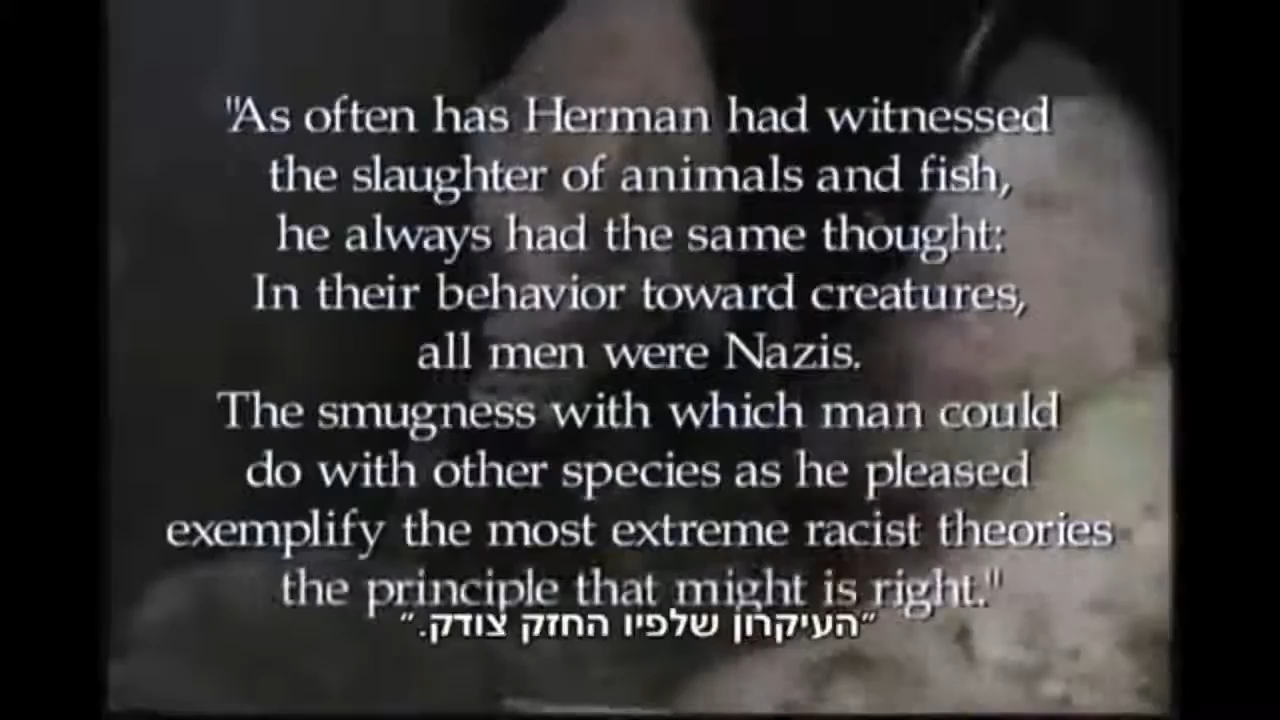 "As often has Herman had witnessed
the slaughter of animals and fish,
he always had the same thought:
In their behavior toward creatures,
all men were Nazis.
The smugness with which man could
do with other species as he pleased
exemplify the most extreme racist theories
the principle that might is right."
״העיקרון שלפיו החזק צודק.״